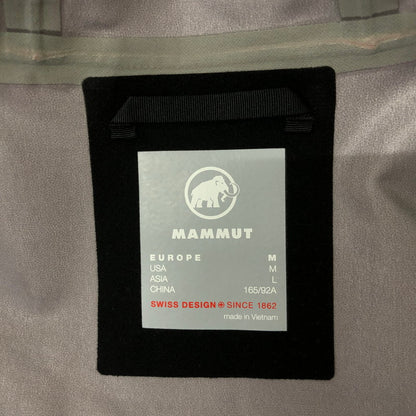 MAMMUT
EUROPE M
USA M
ASIA L
CHINA 165/92A
SWISS DESIGN SINCE 1862
made in Vietnam